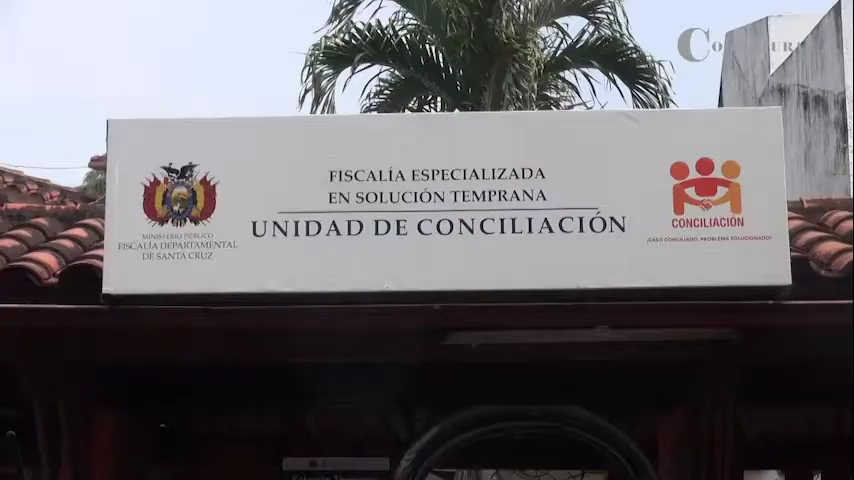 MINISTERIO PÚBLICO
FISCALÍA DEPARTAMENTAL
DE SANTA CRUZ
FISCALÍA ESPECIALIZADA
EN SOLUCIÓN TEMPRANA
UNIDAD DE CONCILIACIÓN
CONCILIACIÓN
¡CASO CONCILIADO, PROBLEMA SOLUCIONADO!